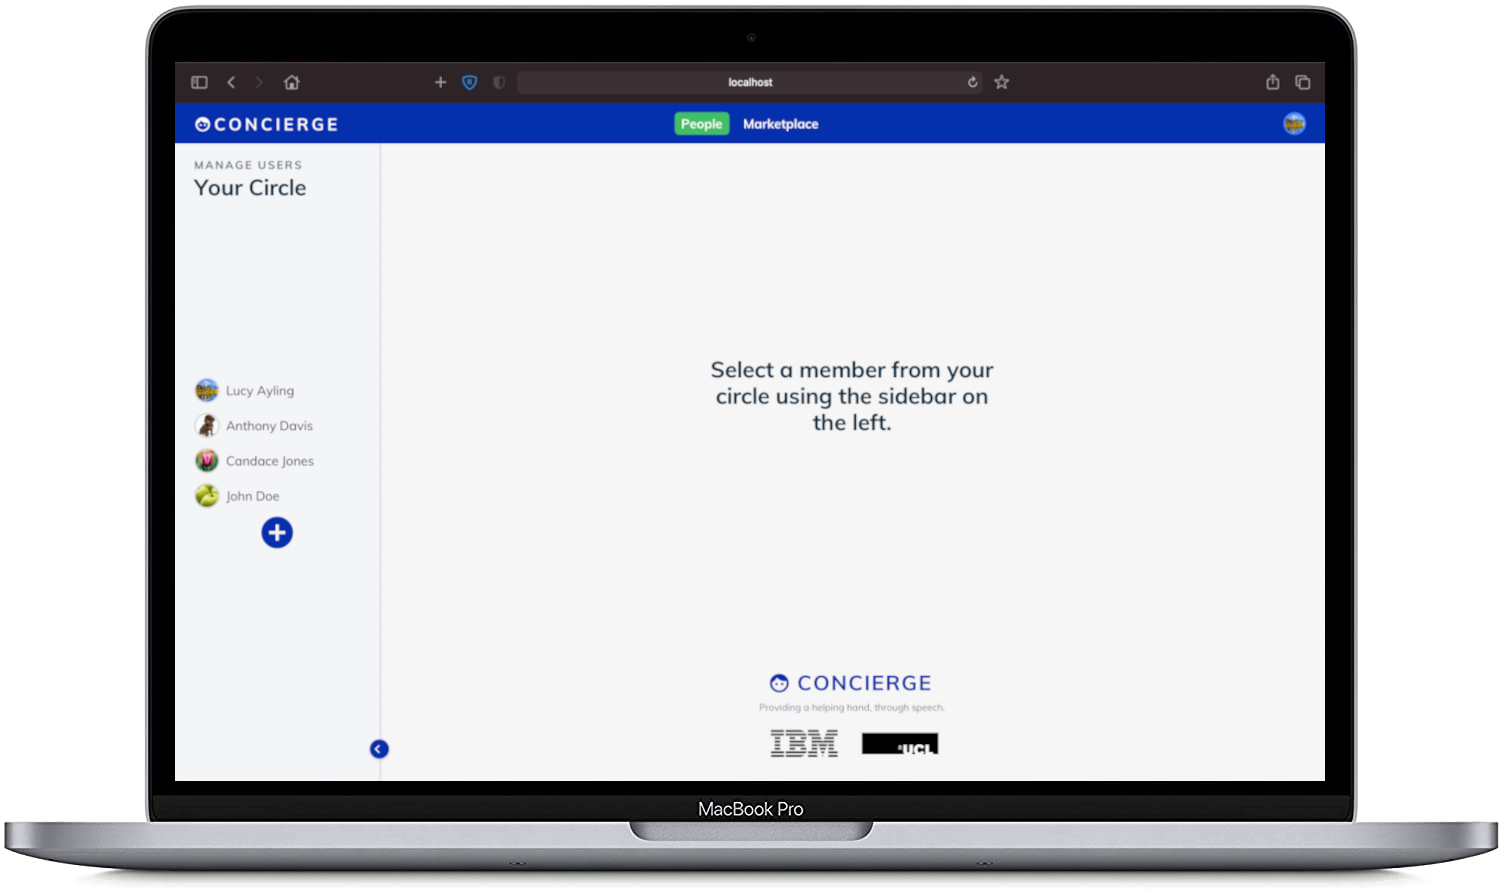 localhost
CONCIERGE
People
Marketplace
MANAGE USERS
Your Circle
Lucy Ayling
Anthony Davis
Candace Jones
John Doe
Select a member from your
circle using the sidebar on
the left.
CONCIERGE
Providing a helping hand, through speech.
IBM
UCL
MacBook Pro